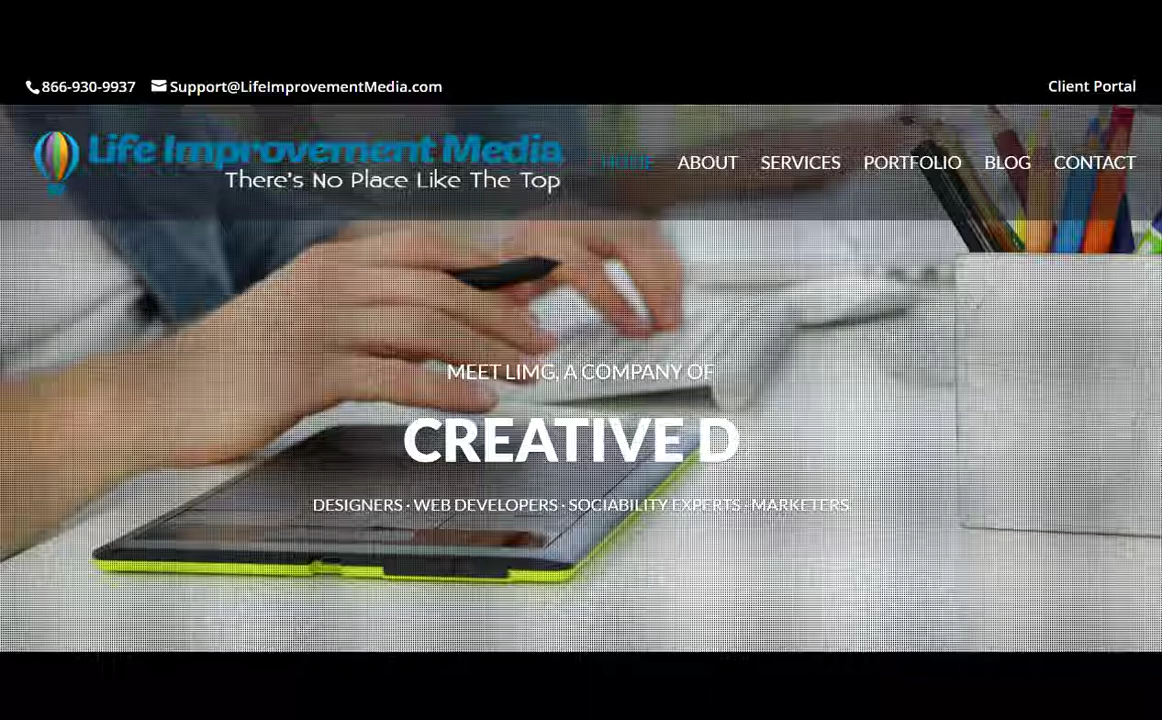 866-930-9937 Support@LifeImprovementMedia.com Client Portal
Life Improvement Media
There's No Place Like The Top
HOME ABOUT SERVICES PORTFOLIO BLOG CONTACT
MEET LIMG, A COMPANY OF
CREATIVE D
DESIGNERS · WEB DEVELOPERS · SOCIABILITY EXPERTS · MARKETERS